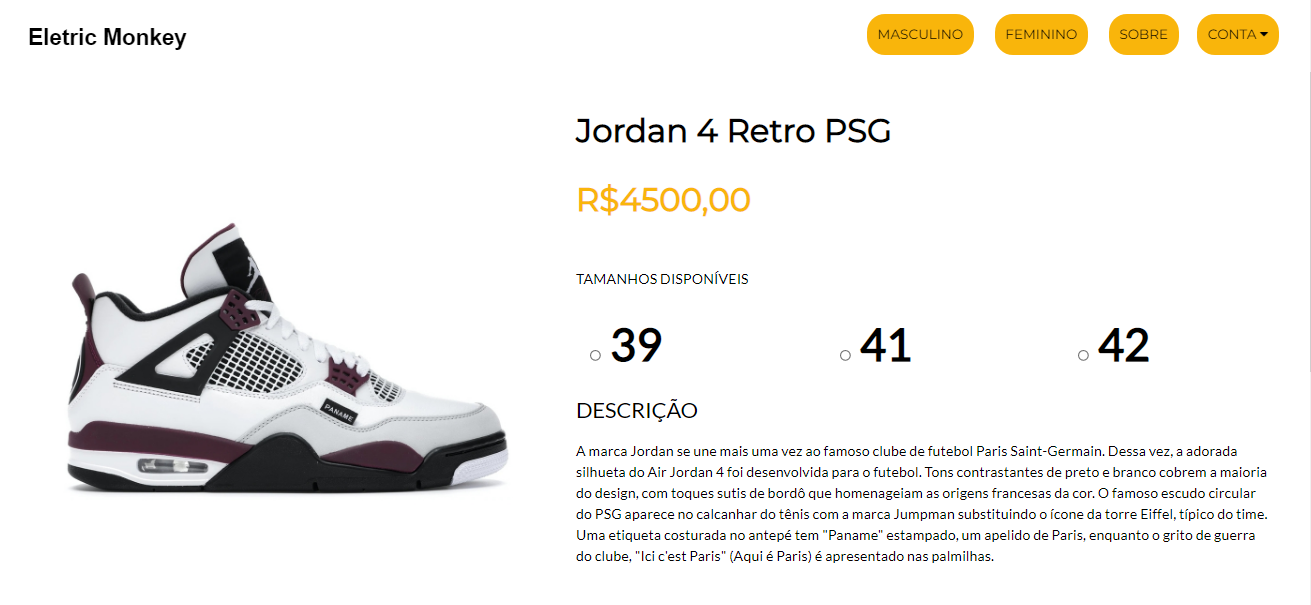 Eletric Monkey
MASCULINO
FEMININO
SOBRE
CONTA
Jordan 4 Retro PSG
R$4500,00
TAMANHOS DISPONÍVEIS
39
41
42
DESCRIÇÃO
A marca Jordan se une mais uma vez ao famoso clube de futebol Paris Saint-Germain. Dessa vez, a adorada
silhueta do Air Jordan 4 foi desenvolvida para o futebol. Tons contrastantes de preto e branco cobrem a maioria
do design, com toques sutis de bordô que homenageiam as origens francesas da cor. O famoso escudo circular
do PSG aparece no calcanhar do tênis com a marca Jumpman substituindo o ícone da torre Eiffel, típico do time.
Uma etiqueta costurada no antepé tem "Paname" estampado, um apelido de Paris, enquanto o grito de guerra
do clube, "Ici c'est Paris" (Aqui é Paris) é apresentado nas palmilhas.
PANAME